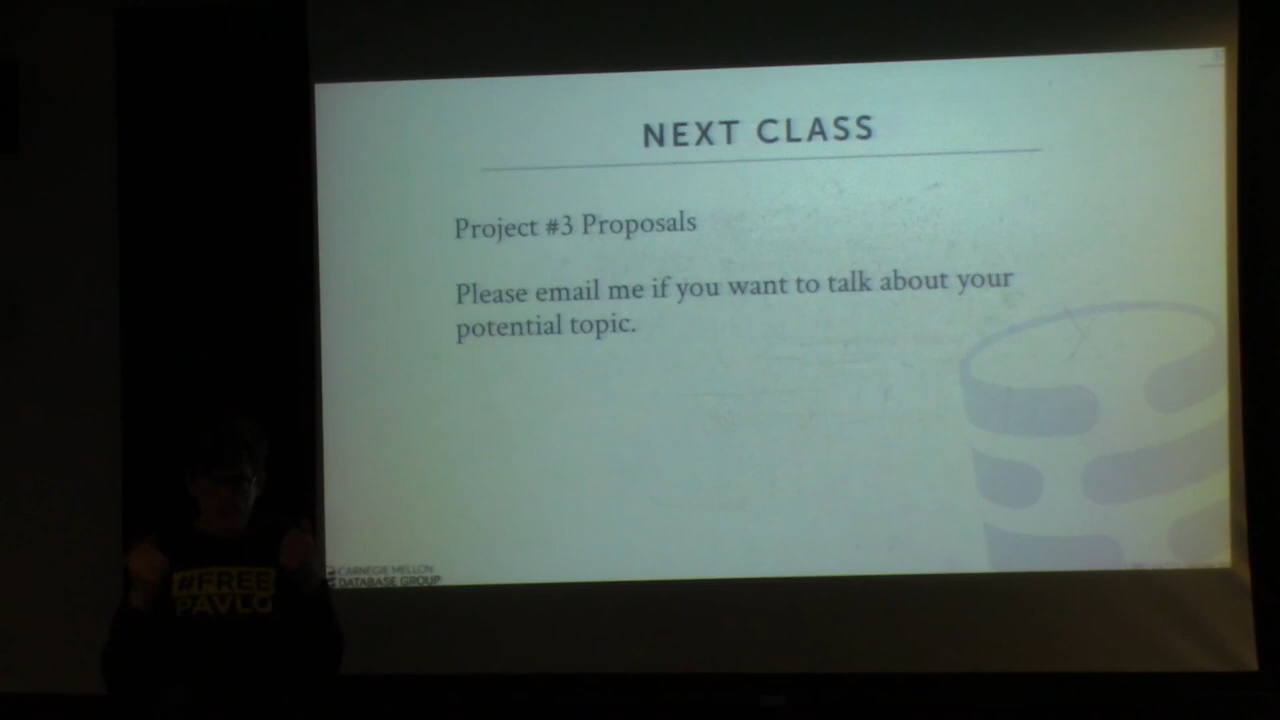 NEXT CLASS
Project #3 Proposals
Please email me if you want to talk about your
potential topic.
CARNEGIE MELLON
DATABASE GROUP
#FREE
PAVLO